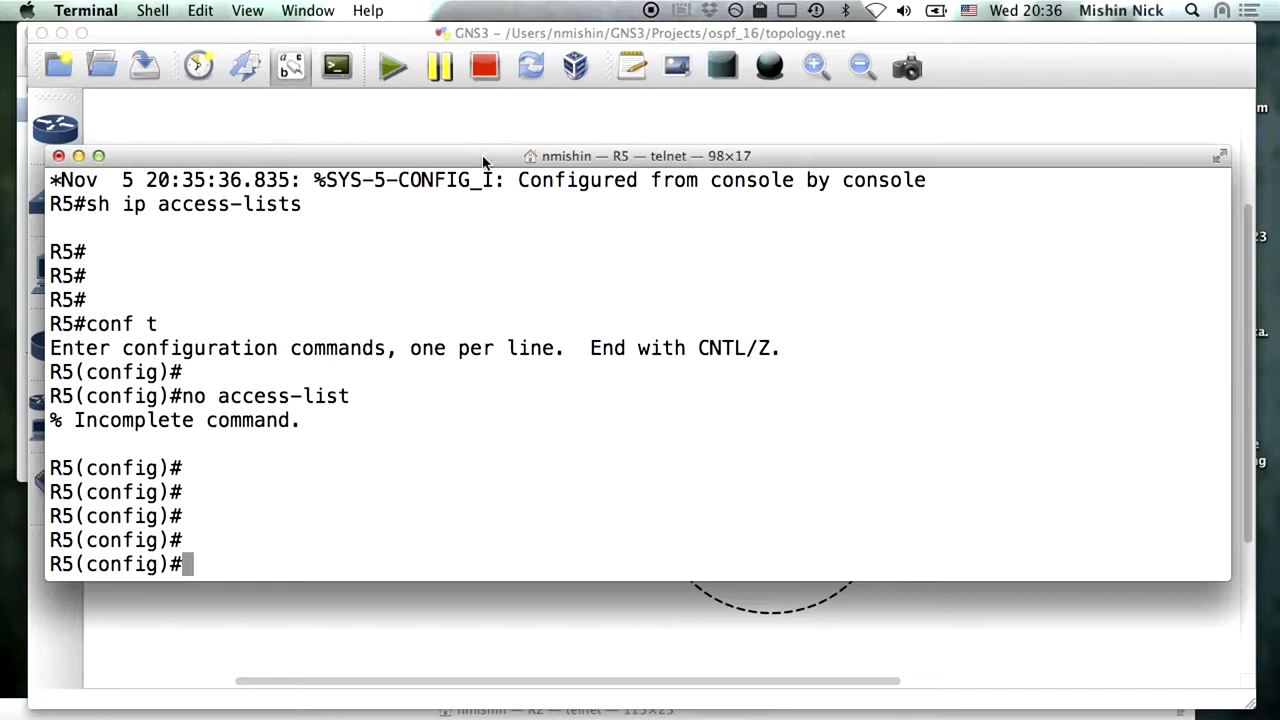 Terminal Shell Edit View Window Help Wed 20:36 Mishin Nick
GNS3 – /Users/nmishin/GNS3/Projects/ospf_16/topology.net
nmishin — R5 — telnet — 98×17
*Nov  5 20:35:36.835: %SYS-5-CONFIG_I: Configured from console by console
R5#sh ip access-lists
R5#
R5#
R5#
R5#conf t
Enter configuration commands, one per line.  End with CNTL/Z.
R5(config)#
R5(config)#no access-list
% Incomplete command.
R5(config)#
R5(config)#
R5(config)#
R5(config)#
R5(config)#